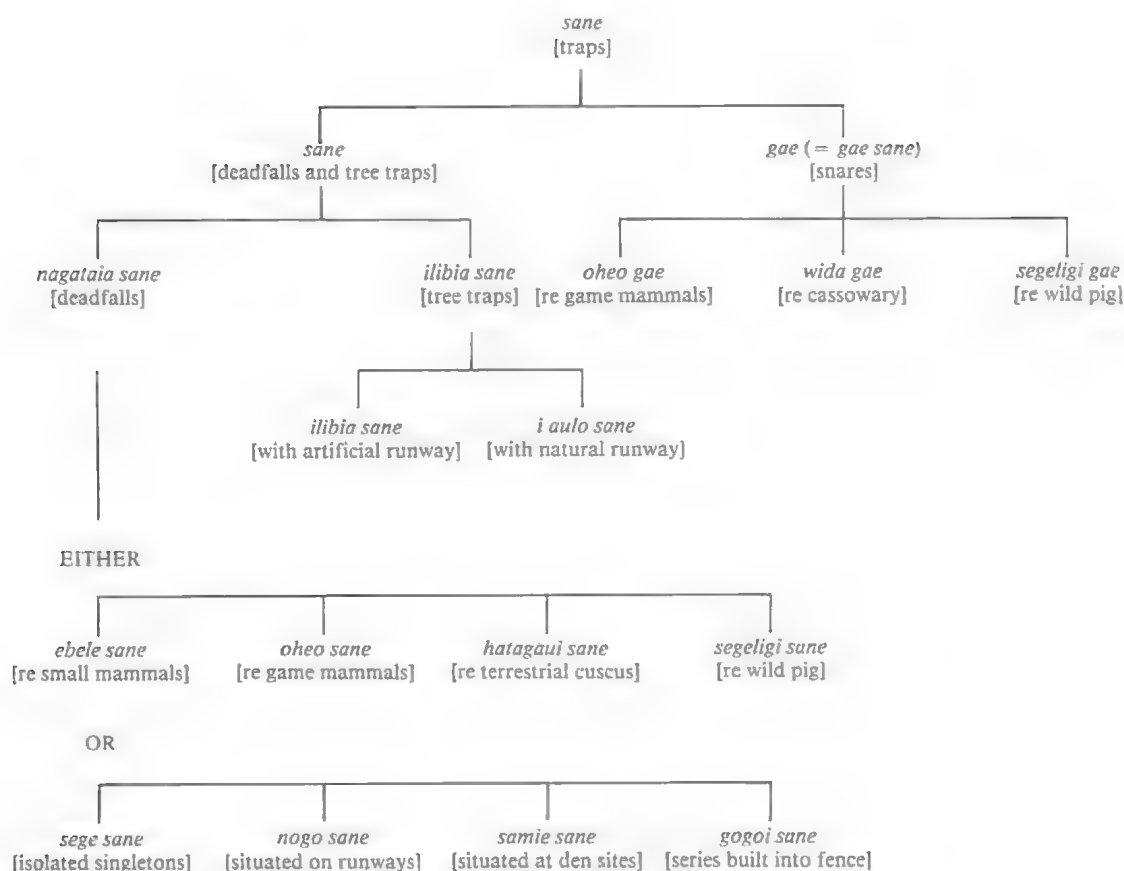 sane
[traps]
sane
[deadfalls and tree traps]
gae (= gae sane)
[snares]
nagataia sane
[deadfalls]
ilibia sane
[tree traps]
oheo gae
[re game mammals]
wida gae
[re cassowary]
segeligi gae
[re wild pig]
ilibia sane
[with artificial runway]
i aulo sane
[with natural runway]
EITHER
ebele sane
[re small mammals]
oheo sane
[re game mammals]
hatagaui sane
[re terrestrial cuscus]
segeligi sane
[re wild pig]
OR
sege sane
[isolated singletons]
nogo sane
[situated on runways]
samie sane
[situated at den sites]
gogoi sane
[series built into fence]